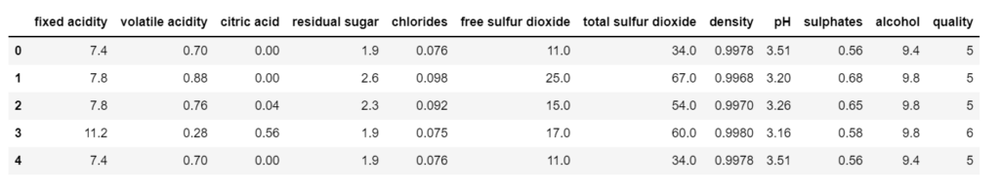 fixed acidity volatile acidity citric acid residual sugar chlorides free sulfur dioxide total sulfur dioxide density pH sulphates alcohol quality
0 7.4 0.70 0.00 1.9 0.076 11.0 34.0 0.9978 3.51 0.56 9.4 5
1 7.8 0.88 0.00 2.6 0.098 25.0 67.0 0.9968 3.20 0.68 9.8 5
2 7.8 0.76 0.04 2.3 0.092 15.0 54.0 0.9970 3.26 0.65 9.8 5
3 11.2 0.28 0.56 1.9 0.075 17.0 60.0 0.9980 3.16 0.58 9.8 6
4 7.4 0.70 0.00 1.9 0.076 11.0 34.0 0.9978 3.51 0.56 9.4 5